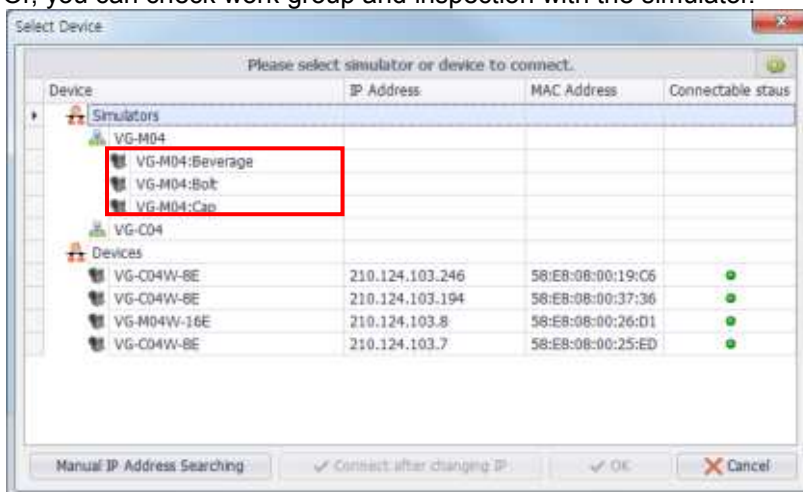 Or, you can check work group and inspection with the simulator.
Select Device
Please select simulator or device to connect.
Device IP Address MAC Address Connectable staus
Simulators
VG-M04
VG-M04:Beverage
VG-M04:Bolt
VG-M04:Cap
VG-C04
Devices
VG-C04W-8E 210.124.103.246 58:E8:08:00:19:C6
VG-C04W-8E 210.124.103.194 58:E8:08:00:37:36
VG-M04W-16E 210.124.103.8 58:E8:08:00:26:D1
VG-C04W-8E 210.124.103.7 58:E8:08:00:25:ED
Manual IP Address Searching Connect after changing IP OK Cancel